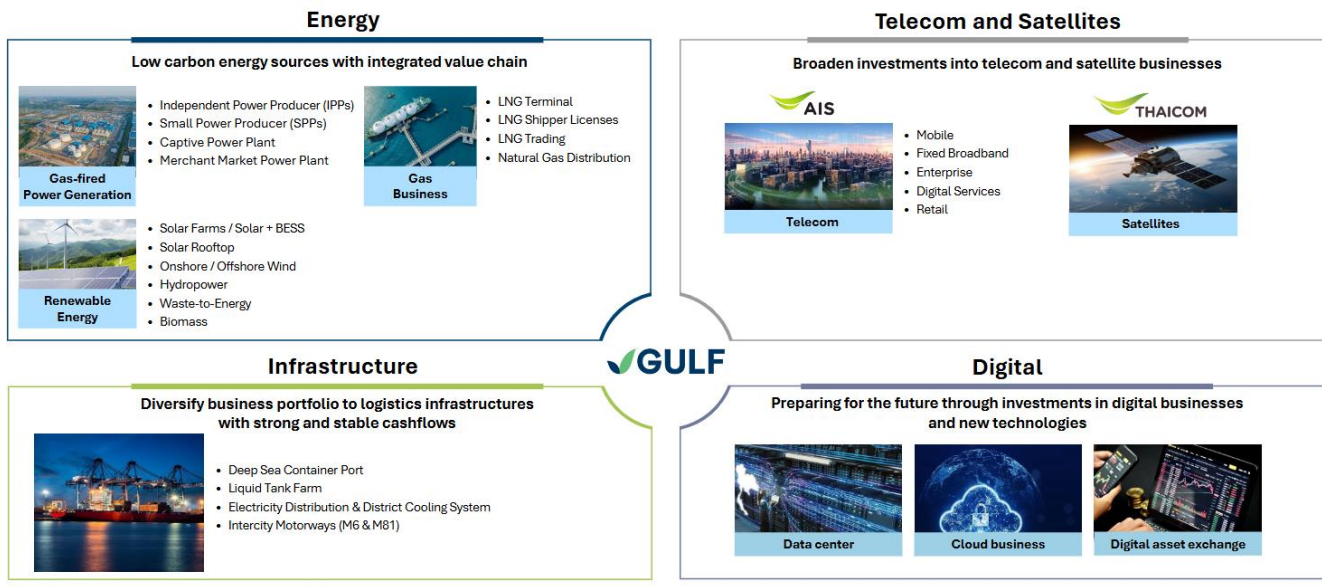 Energy
Low carbon energy sources with integrated value chain
Gas-fired
Power Generation
• Independent Power Producer (IPPs)
• Small Power Producer (SPPs)
• Captive Power Plant
• Merchant Market Power Plant
Gas
Business
• LNG Terminal
• LNG Shipper Licenses
• LNG Trading
• Natural Gas Distribution
Renewable
Energy
• Solar Farms / Solar + BESS
• Solar Rooftop
• Onshore / Offshore Wind
• Hydropower
• Waste-to-Energy
• Biomass
Telecom and Satellites
Broaden investments into telecom and satellite businesses
AIS
Telecom
• Mobile
• Fixed Broadband
• Enterprise
• Digital Services
• Retail
THAICOM
Satellites
GULF
Infrastructure
Diversify business portfolio to logistics infrastructures
with strong and stable cashflows
• Deep Sea Container Port
• Liquid Tank Farm
• Electricity Distribution & District Cooling System
• Intercity Motorways (M6 & M81)
Digital
Preparing for the future through investments in digital businesses
and new technologies
Data center
Cloud business
Digital asset exchange